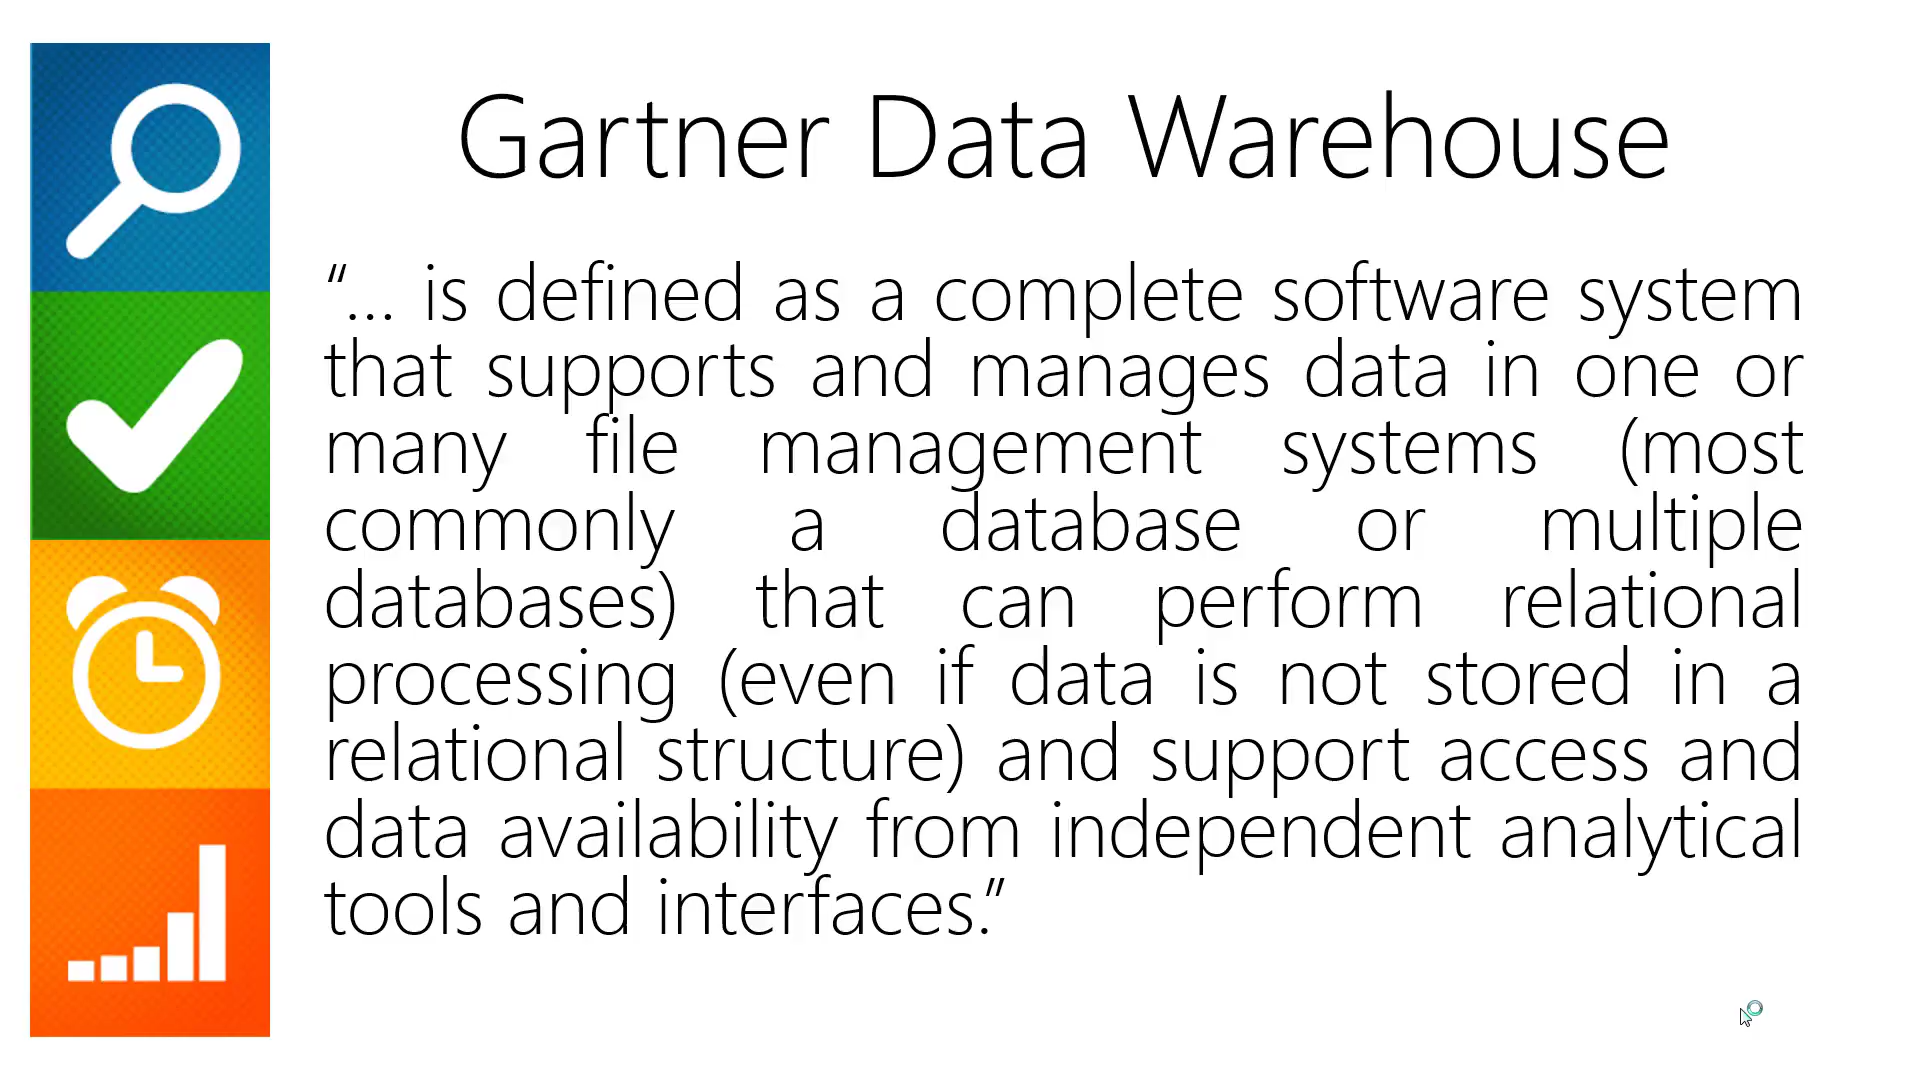 Gartner Data Warehouse
“... is defined as a complete software system
that supports and manages data in one or
many file management systems (most
commonly a database or multiple
databases) that can perform relational
processing (even if data is not stored in a
relational structure) and support access and
data availability from independent analytical
tools and interfaces.”